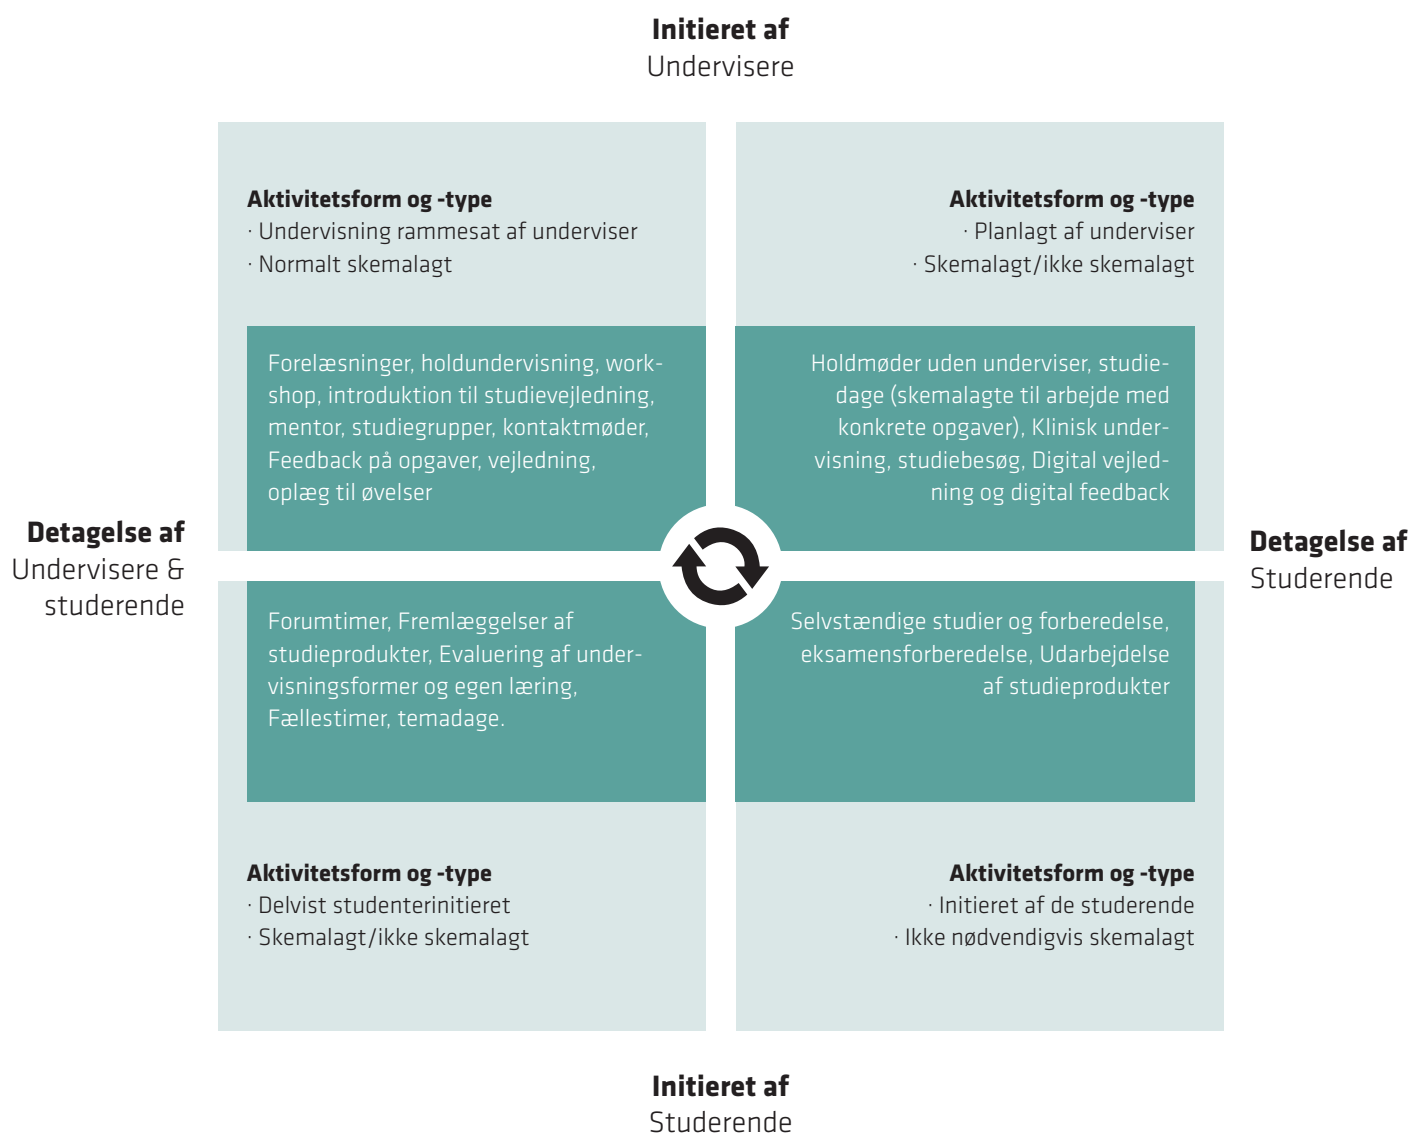 Initieret af
Undervisere
Aktivitetsform og -type
· Undervisning rammesat af underviser
· Normalt skemalagt
Forelæsninger, holdundervisning, work-
shop, introduktion til studievejledning,
mentor, studiegrupper, kontaktmøder,
Feedback på opgaver, vejledning,
oplæg til øvelser
Aktivitetsform og -type
· Planlagt af underviser
· Skemalagt/ikke skemalagt
Holdmøder uden underviser, studie-
dage (skemalagte til arbejde med
konkrete opgaver), Klinisk under-
visning, studiebesøg, Digital vejled-
ning og digital feedback
Detagelse af
Undervisere &
studerende
Detagelse af
Studerende
Forumtimer, Fremlæggelser af
studieprodukter, Evaluering af under-
visningsformer og egen læring,
Fællestimer, temadage.
Aktivitetsform og -type
· Delvist studenterinitieret
· Skemalagt/ikke skemalagt
Selvstændige studier og forberedelse,
eksamensforberedelse, Udarbejdelse
af studieprodukter
Aktivitetsform og -type
· Initieret af de studerende
· Ikke nødvendigvis skemalagt
Initieret af
Studerende